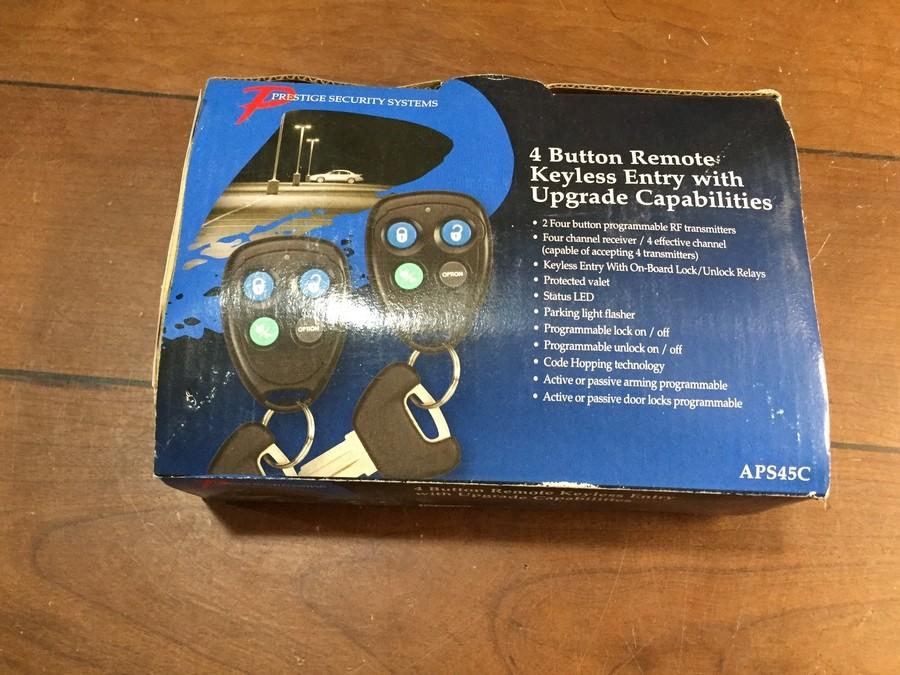 PRESTIGE SECURITY SYSTEMS
4 Button Remote
Keyless Entry with
Upgrade Capabilities
• 2 Four button programmable RF transmitters
• Four channel receiver / 4 effective channel
(capable of accepting 4 transmitters)
• Keyless Entry With On-Board Lock/Unlock Relays
• Protected valet
• Status LED
• Parking light flasher
• Programmable lock on / off
• Programmable unlock on / off
• Code Hopping technology
• Active or passive arming programmable
• Active or passive door locks programmable
OPTION
OPTION
APS45C
4 Button Remote Keyless Entry
with Upgrade Capabilities